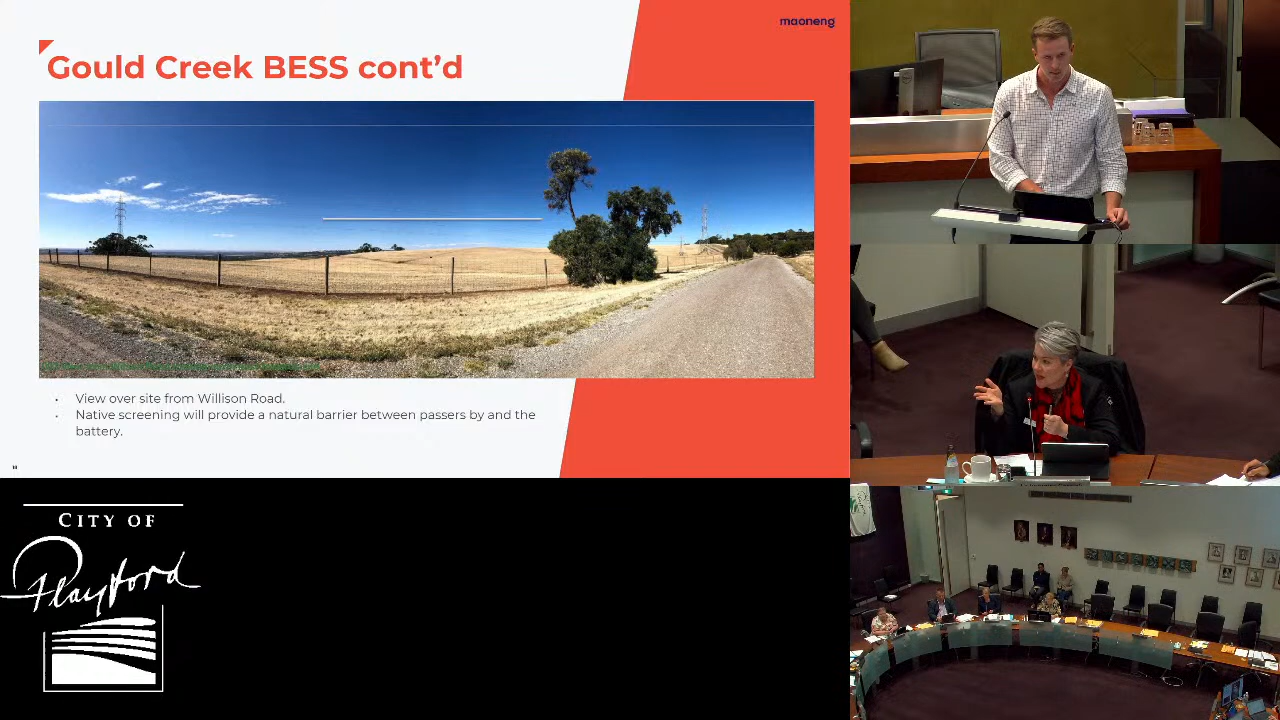 maoneng
Gould Creek BESS cont'd
• View over site from Willison Road.
• Native screening will provide a natural barrier between passers by and the
battery.
CITY OF
Playford